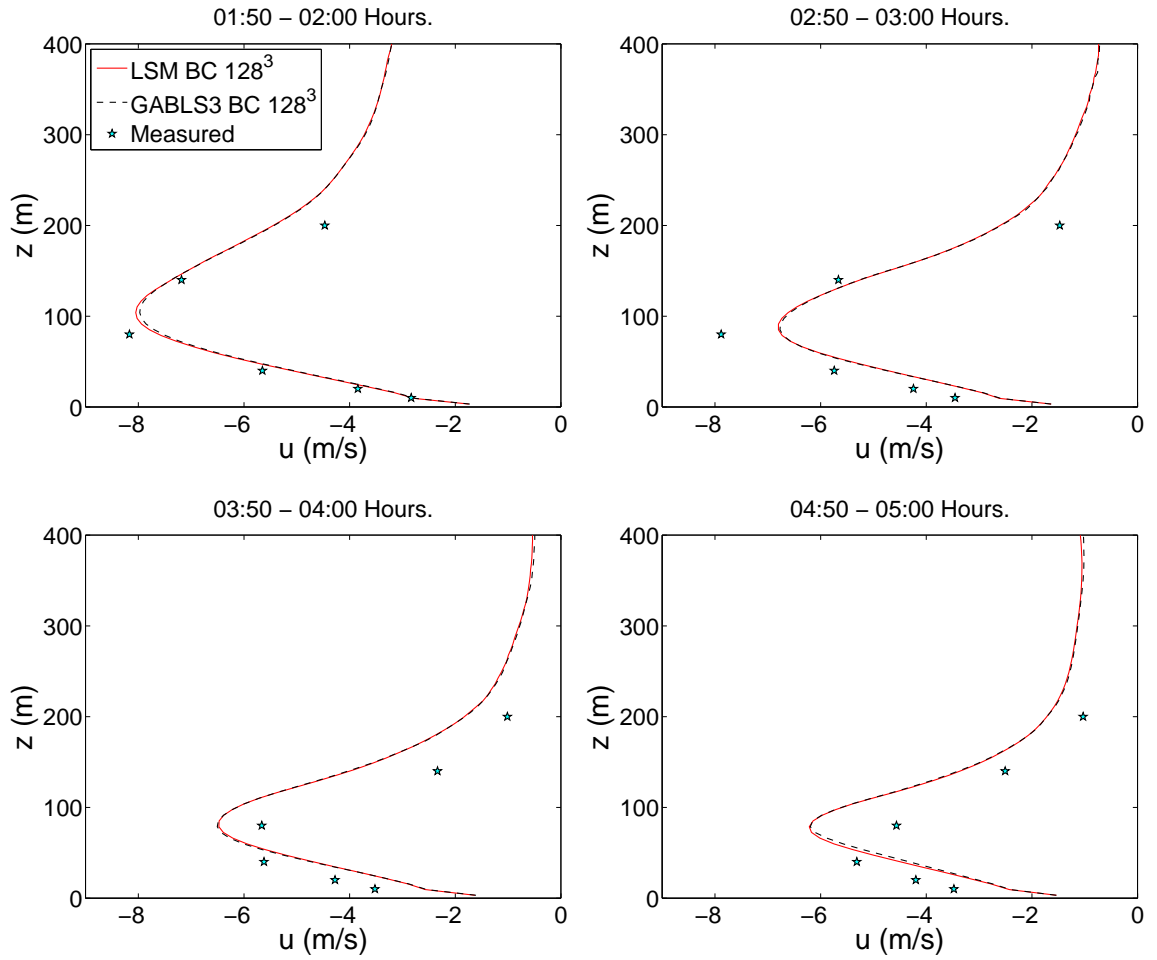 01:50 − 02:00 Hours.
400
300
200
100
0
z (m)
LSM BC 128³
GABLS3 BC 128³
Measured
−8 −6 −4 −2 0
u (m/s)
02:50 − 03:00 Hours.
400
300
200
100
0
z (m)
−8 −6 −4 −2 0
u (m/s)
03:50 − 04:00 Hours.
400
300
200
100
0
z (m)
−8 −6 −4 −2 0
u (m/s)
04:50 − 05:00 Hours.
400
300
200
100
0
z (m)
−8 −6 −4 −2 0
u (m/s)